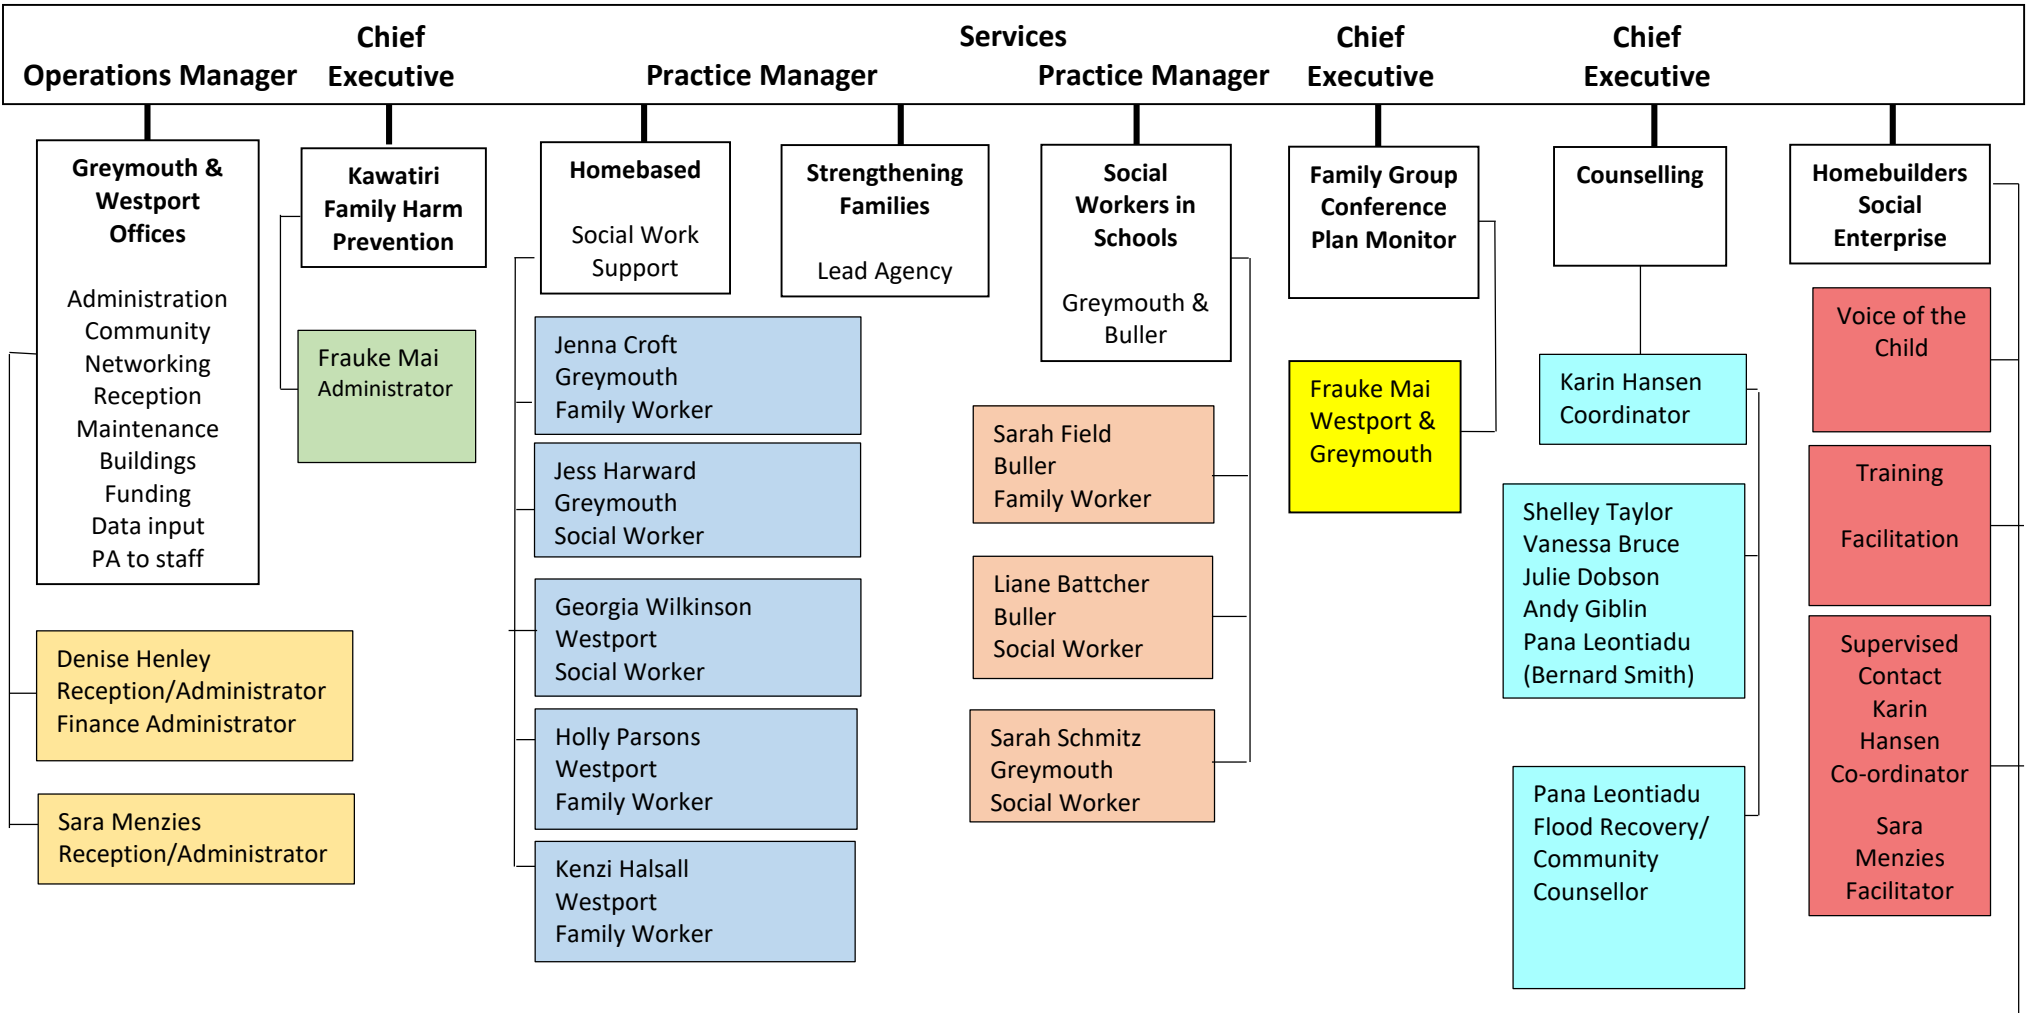 Services
Operations Manager
Chief
Executive
Practice Manager
Practice Manager
Chief
Executive
Chief
Executive
Greymouth &
Westport
Offices
Administration
Community
Networking
Reception
Maintenance
Buildings
Funding
Data input
PA to staff
Denise Henley
Reception/Administrator
Finance Administrator
Sara Menzies
Reception/Administrator
Kawatiri
Family Harm
Prevention
Frauke Mai
Administrator
Homebased
Social Work
Support
Jenna Croft
Greymouth
Family Worker
Jess Harward
Greymouth
Social Worker
Georgia Wilkinson
Westport
Social Worker
Holly Parsons
Westport
Family Worker
Kenzi Halsall
Westport
Family Worker
Strengthening
Families
Lead Agency
Social
Workers in
Schools
Greymouth &
Buller
Sarah Field
Buller
Family Worker
Liane Battcher
Buller
Social Worker
Sarah Schmitz
Greymouth
Social Worker
Family Group
Conference
Plan Monitor
Frauke Mai
Westport &
Greymouth
Counselling
Karin Hansen
Coordinator
Shelley Taylor
Vanessa Bruce
Julie Dobson
Andy Giblin
Pana Leontiadu
(Bernard Smith)
Pana Leontiadu
Flood Recovery/
Community
Counsellor
Homebuilders
Social
Enterprise
Voice of the
Child
Training
Facilitation
Supervised
Contact
Karin
Hansen
Co-ordinator
Sara
Menzies
Facilitator